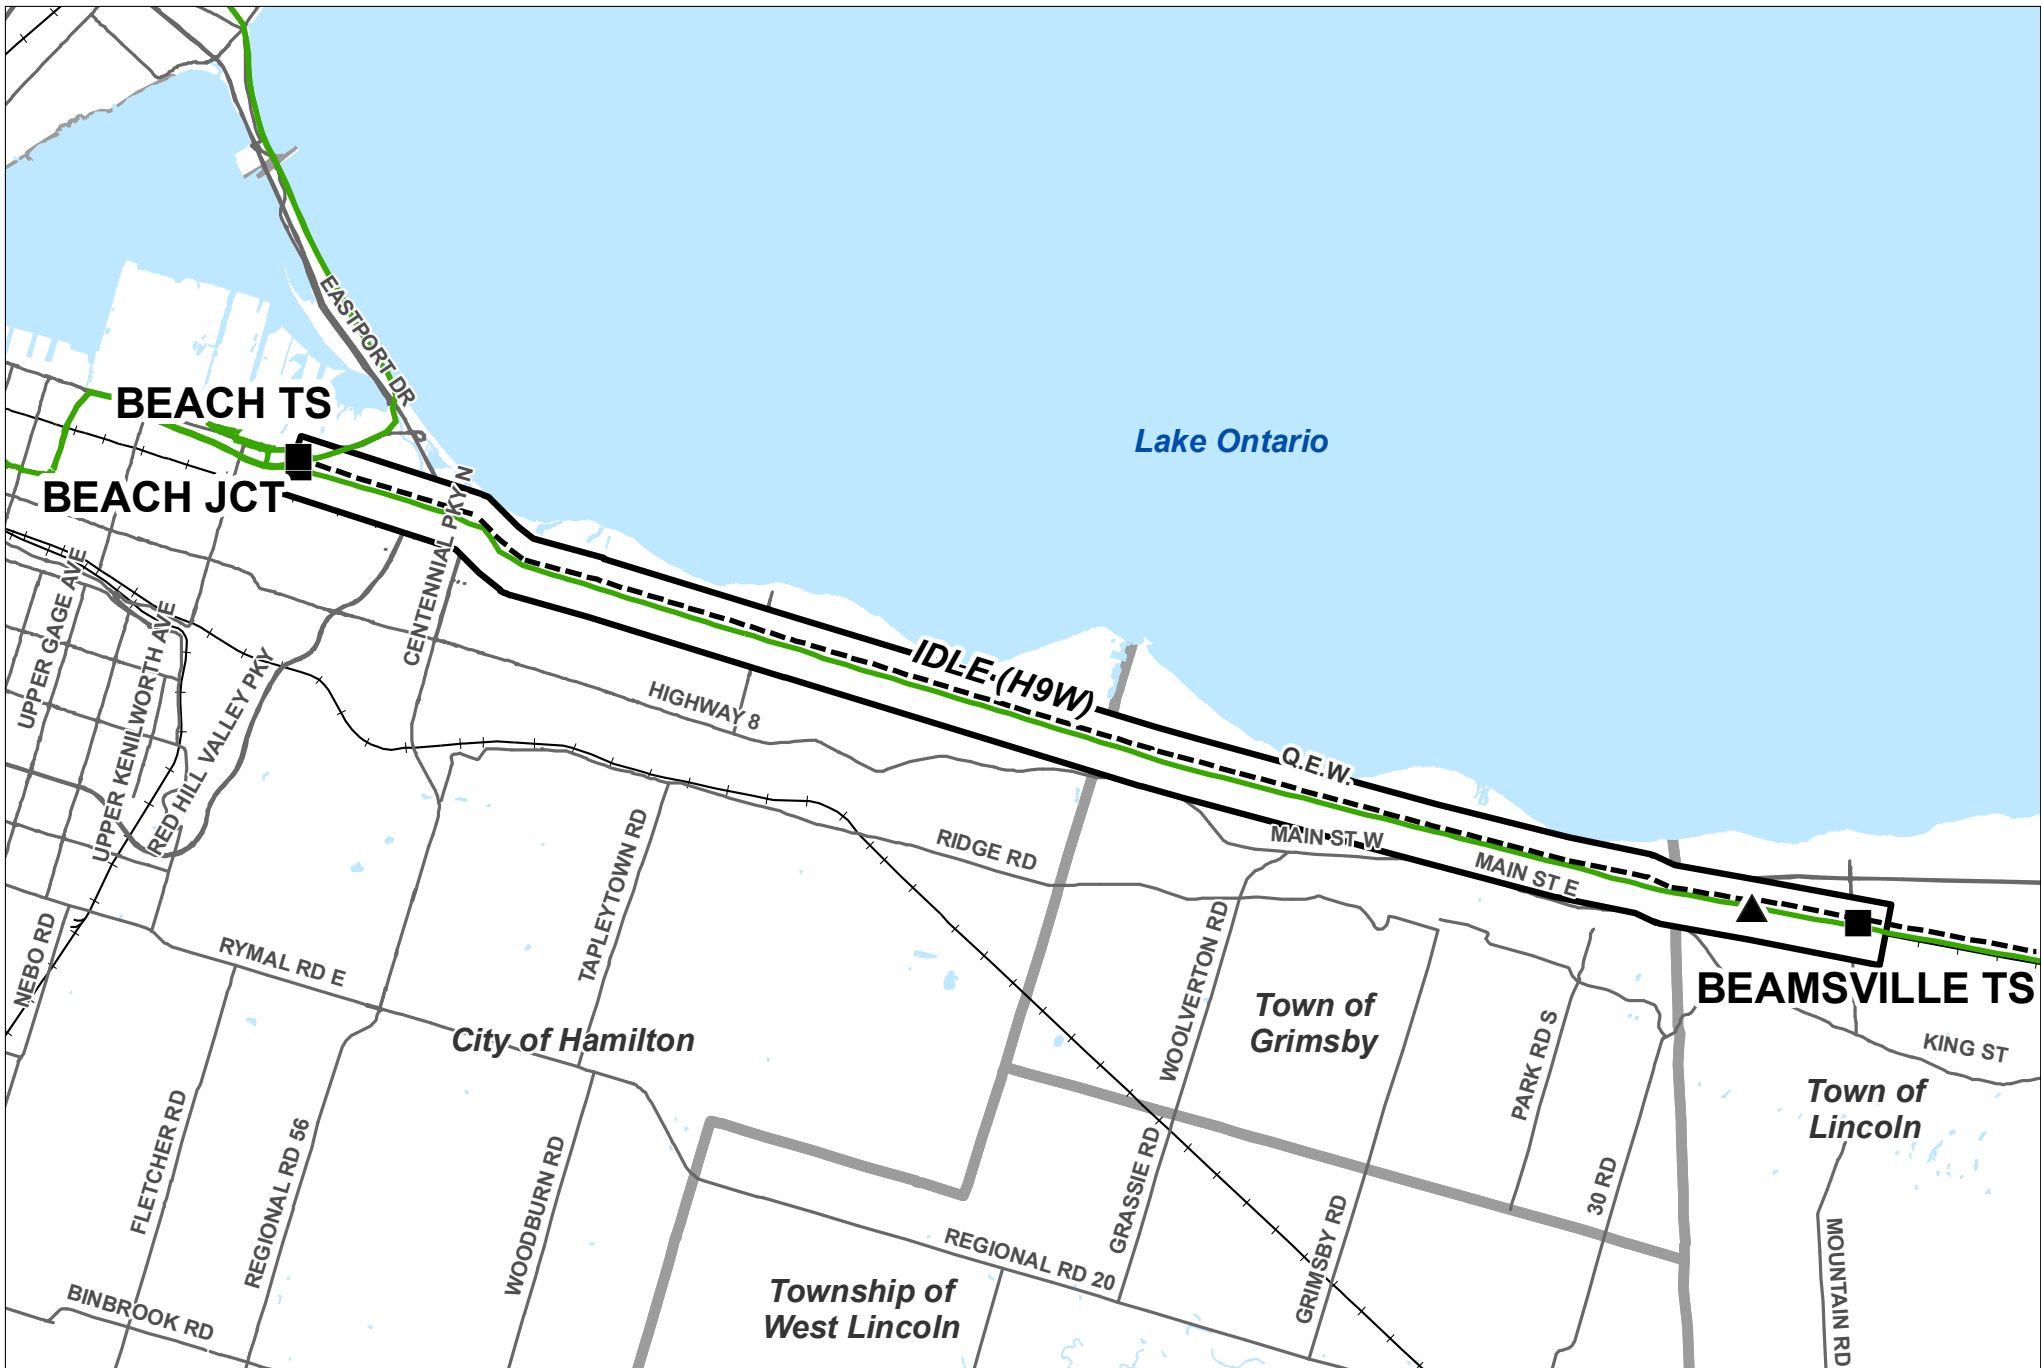 EASTPORT DR
BEACH TS
BEACH JCT
Lake Ontario
CENTENNIAL PKY N
UPPER GAGE AVE
UPPER KENILWORTH AVE
RED HILL VALLEY PKY
IDLE (H9W)
HIGHWAY 8
Q.E.W.
MAIN ST W
MAIN ST E
RIDGE RD
TAPLEYTOWN RD
NEBO RD
RYMAL RD E
WOOLVERTON RD
BEAMSVILLE TS
City of Hamilton
Town of
Grimsby
PARK RD S
KING ST
Town of
Lincoln
FLETCHER RD
REGIONAL RD 56
WOODBURN RD
GRASSIE RD
30 RD
GRIMSBY RD
REGIONAL RD 20
MOUNTAIN RD
BINBROOK RD
Township of
West Lincoln